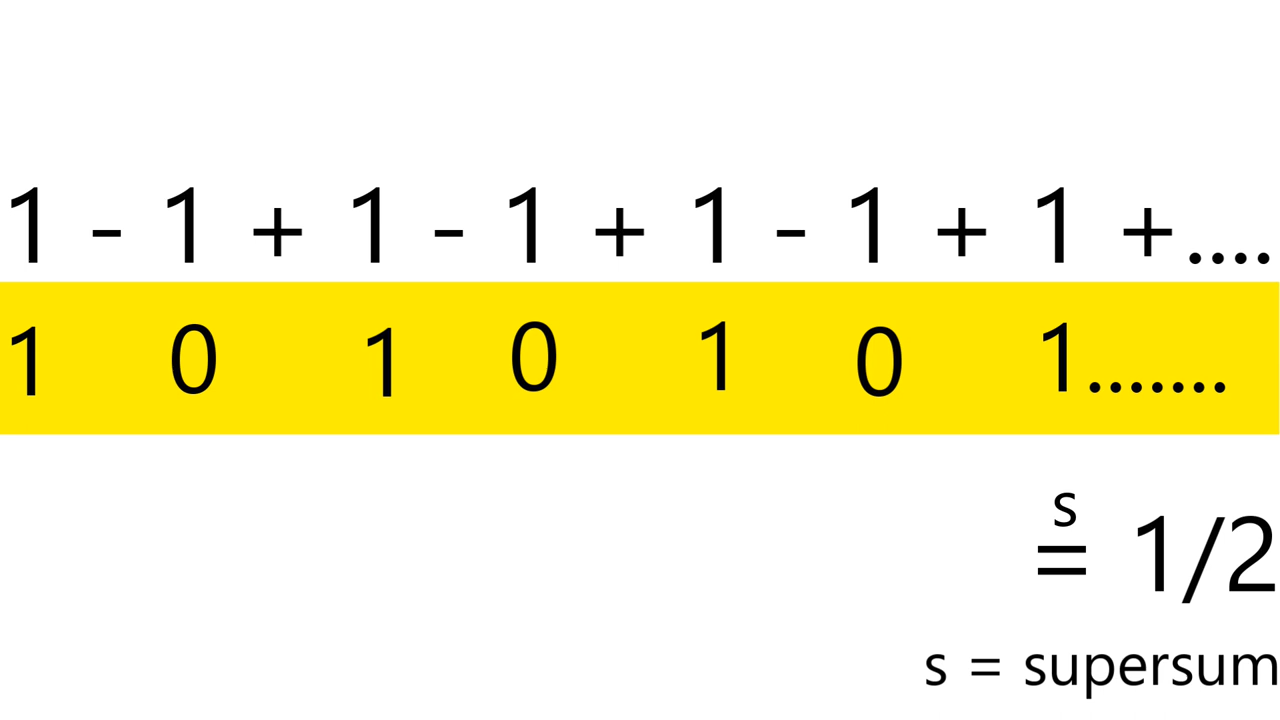 1 - 1 + 1 - 1 + 1 - 1 + 1 +....
1 0 1 0 1 0 1.......
s
= 1/2
s = supersum